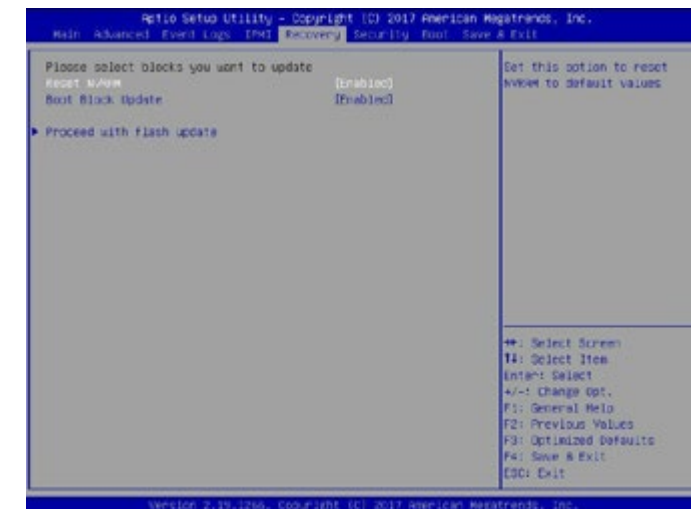 Aptio Setup Utility - Copyright (C) 2017 American Megatrends, Inc.
Main Advanced Event Logs IPMI Recovery Security Boot Save & Exit
Please select blocks you want to update
Reset NVRAM [Enabled]
Boot Block Update [Enabled]
Proceed with flash update
Set this option to reset
NVRAM to default values
: Select Screen
↑↓: Select Item
Enter: Select
+/-: Change Opt.
F1: General Help
F2: Previous Values
F3: Optimized Defaults
F4: Save & Exit
ESC: Exit
Version 2.19.1266. Copyright (C) 2017 American Megatrends, Inc.